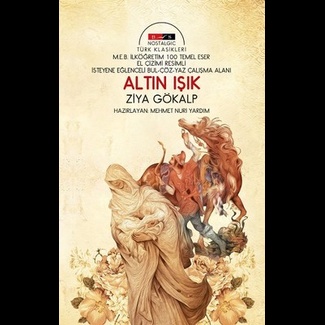 NOSTALGIC
TÜRK KLASİKLERİ
M.E.B. İLKÖĞRETİM 100 TEMEL ESER
EL ÇİZİMİ RESİMLİ
İSTEYENE EĞLENCELİ BUL-ÇÖZ-YAZ ÇALIŞMA ALANI
ALTIN IŞIK
ZİYA GÖKALP
HAZIRLAYAN: MEHMET NURİ YARDIM